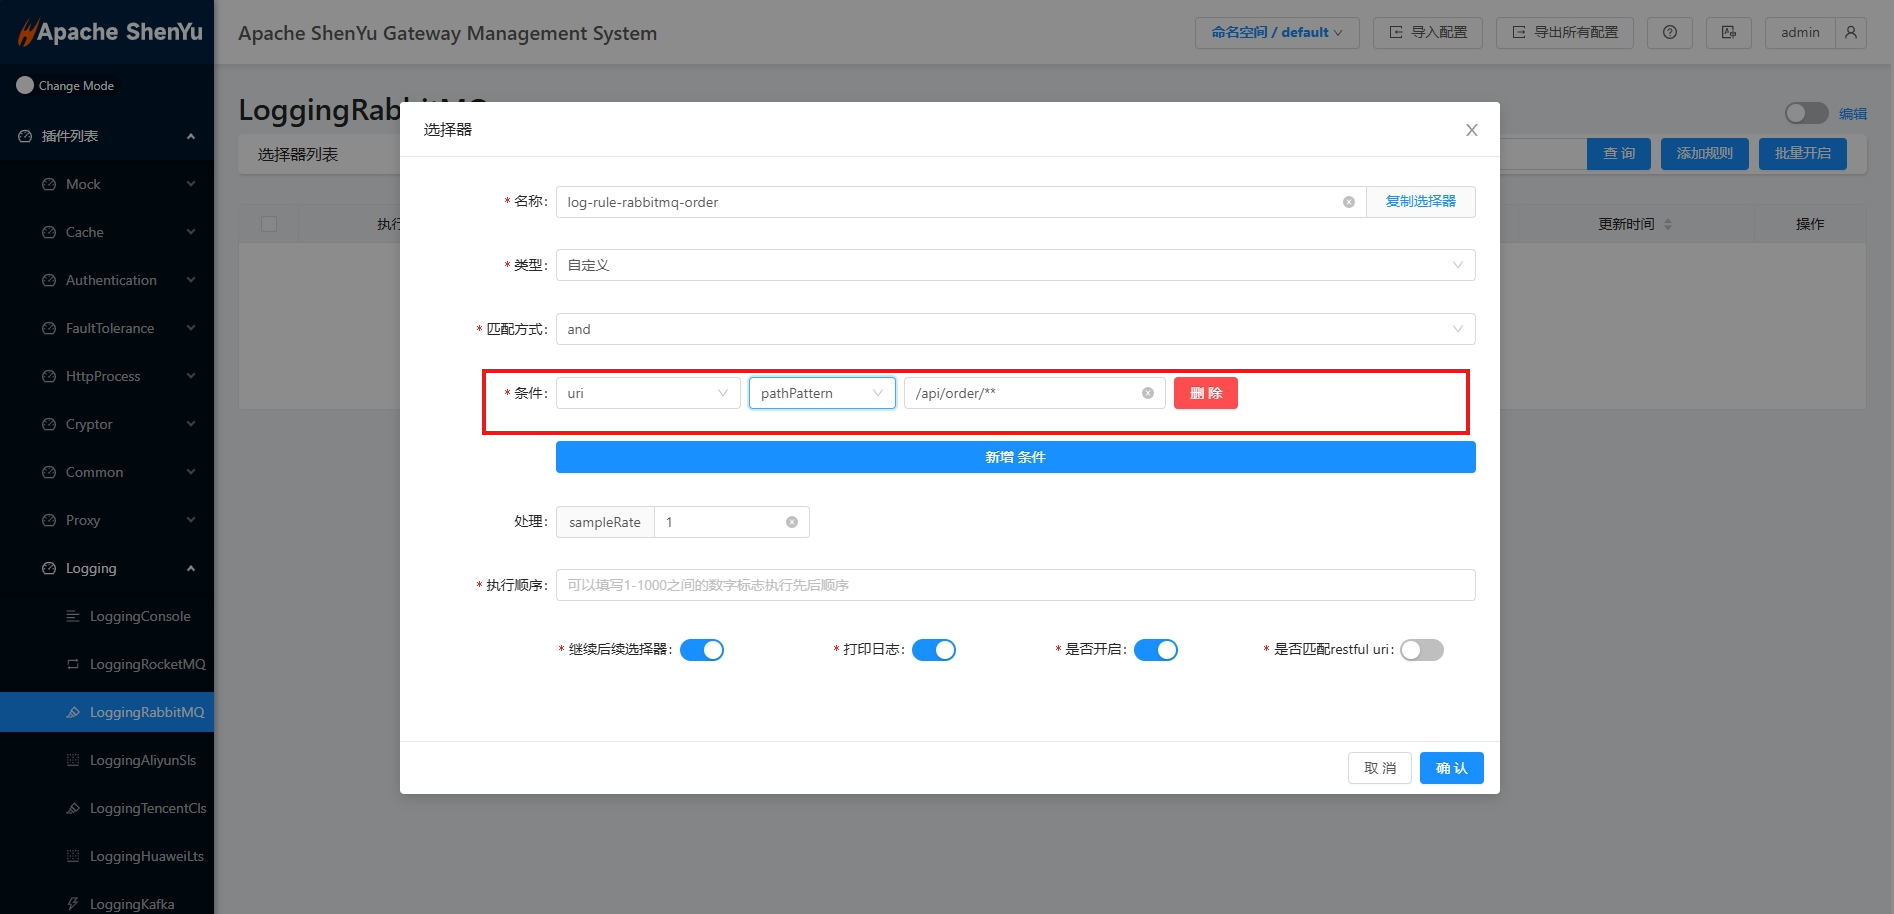 Apache ShenYu
Apache ShenYu Gateway Management System
命名空间 / default
导入配置
导出所有配置
admin
Change Mode
插件列表
Mock
Cache
Authentication
FaultTolerance
HttpProcess
Cryptor
Common
Proxy
Logging
LoggingConsole
LoggingRocketMQ
LoggingRabbitMQ
LoggingAliyunSls
LoggingTencentCls
LoggingHuaweiLts
LoggingKafka
LoggingRabbitMQ
编辑
选择器列表
查 询
添加规则
批量开启
执行
更新时间
操作
选择器
* 名称:
log-rule-rabbitmq-order
复制选择器
* 类型:
自定义
* 匹配方式:
and
* 条件:
uri
pathPattern
/api/order/**
删 除
新增 条件
处理:
sampleRate
1
* 执行顺序:
可以填写1-1000之间的数字标志执行先后顺序
* 继续后续选择器:
* 打印日志:
* 是否开启:
* 是否匹配restful uri:
取 消
确 认